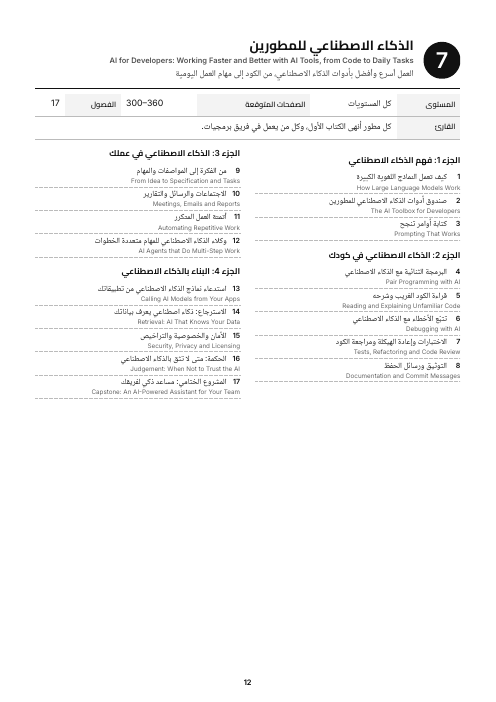 7
الذكاء الاصطناعي للمطورين
AI for Developers: Working Faster and Better with AI Tools, from Code to Daily Tasks
العمل أسرع وأفضل بأدوات الذكاء الاصطناعي، من الكود إلى مهام العمل اليومية
المستوى كل المستويات الصفحات المتوقعة 300–360 الفصول 17
القارئ كل مطور أنهى الكتاب الأول، وكل من يعمل في فريق برمجيات.
الجزء 1: فهم الذكاء الاصطناعي
1 كيف تعمل النماذج اللغوية الكبيرة
How Large Language Models Work
2 صندوق أدوات الذكاء الاصطناعي للمطورين
The AI Toolbox for Developers
3 كتابة أوامر تنجح
Prompting That Works
الجزء 2: الذكاء الاصطناعي في كودك
4 البرمجة الثنائية مع الذكاء الاصطناعي
Pair Programming with AI
5 قراءة الكود الغريب وشرحه
Reading and Explaining Unfamiliar Code
6 تتبّع الأخطاء مع الذكاء الاصطناعي
Debugging with AI
7 الاختبارات وإعادة الهيكلة ومراجعة الكود
Tests, Refactoring and Code Review
8 التوثيق ورسائل الحفظ
Documentation and Commit Messages
الجزء 3: الذكاء الاصطناعي في عملك
9 من الفكرة إلى المواصفات والمهام
From Idea to Specification and Tasks
10 الاجتماعات والرسائل والتقارير
Meetings, Emails and Reports
11 أتمتة العمل المتكرر
Automating Repetitive Work
12 وكلاء الذكاء الاصطناعي للمهام متعددة الخطوات
AI Agents that Do Multi-Step Work
الجزء 4: البناء بالذكاء الاصطناعي
13 استدعاء نماذج الذكاء الاصطناعي من تطبيقاتك
Calling AI Models from Your Apps
14 الاسترجاع: ذكاء اصطناعي يعرف بياناتك
Retrieval: AI That Knows Your Data
15 الأمان والخصوصية والتراخيص
Security, Privacy and Licensing
16 الحكمة: متى لا تثق بالذكاء الاصطناعي
Judgement: When Not to Trust the AI
17 المشروع الختامي: مساعد ذكي لفريقك
Capstone: An AI-Powered Assistant for Your Team
12